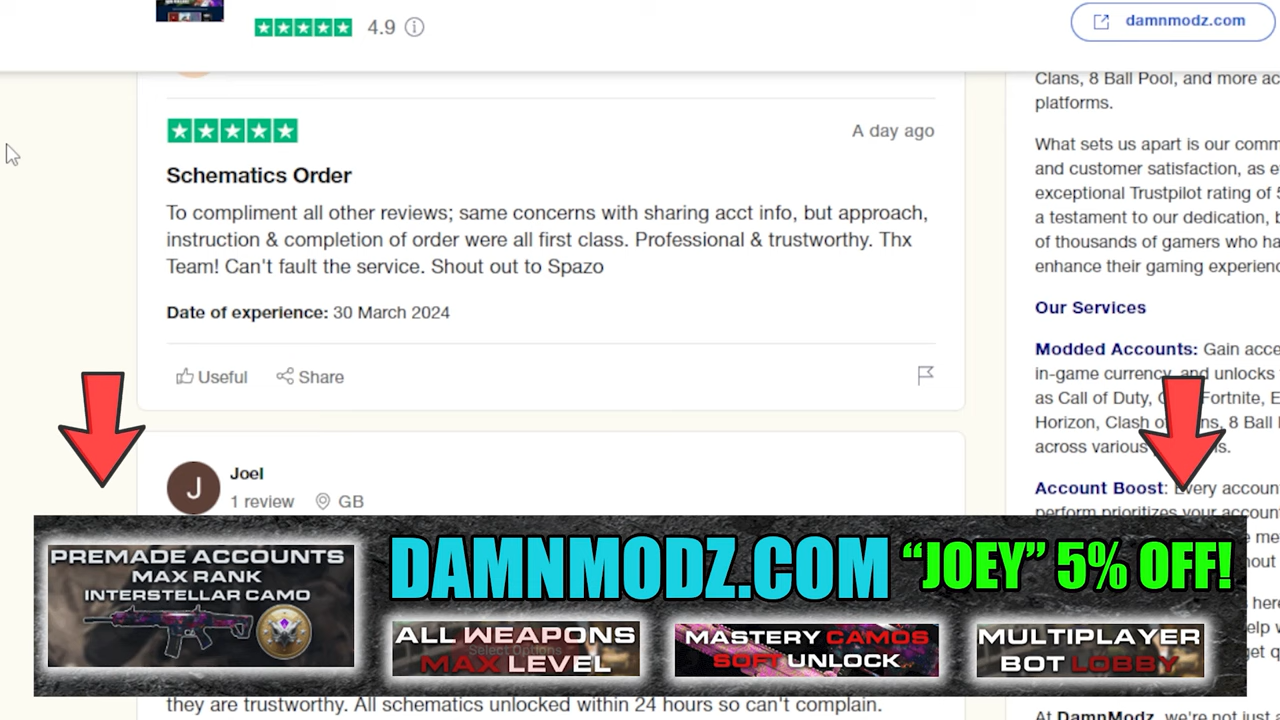 4.9
damnmodz.com
A day ago
Schematics Order
To compliment all other reviews; same concerns with sharing acct info, but approach,
instruction & completion of order were all first class. Professional & trustworthy. Thx
Team! Can't fault the service. Shout out to Spazo
Date of experience: 30 March 2024
Useful
Share
J
Joel
1 review
GB
they are trustworthy. All schematics unlocked within 24 hours so can't complain.
Clans, 8 Ball Pool, and more
platforms.
What sets us apart is our
and customer satisfaction, as
exceptional Trustpilot rating of
a testament to our dedication,
of thousands of gamers who
enhance their gaming
Our Services
Modded Accounts: Gain
in-game currency, and unlocks
as Call of Duty, Fortnite,
Horizon, Clash 8 Ball
across various
Account Boost: Every
perform prioritizes your
At DamnModz, we're not just
PREMADE ACCOUNTS
MAX RANK
INTERSTELLAR CAMO
DAMNMODZ.COM
"JOEY" 5% OFF!
ALL WEAPONS
Select Options
MAX LEVEL
MASTERY CAMOS
SOFT UNLOCK
MULTIPLAYER
BOT LOBBY